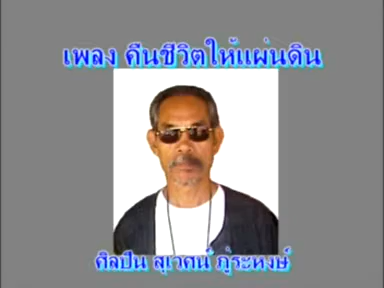 เพลง คืนชีวิตให้แผ่นดิน
ศิลปิน สุเวศน์ ภู่ระหงษ์